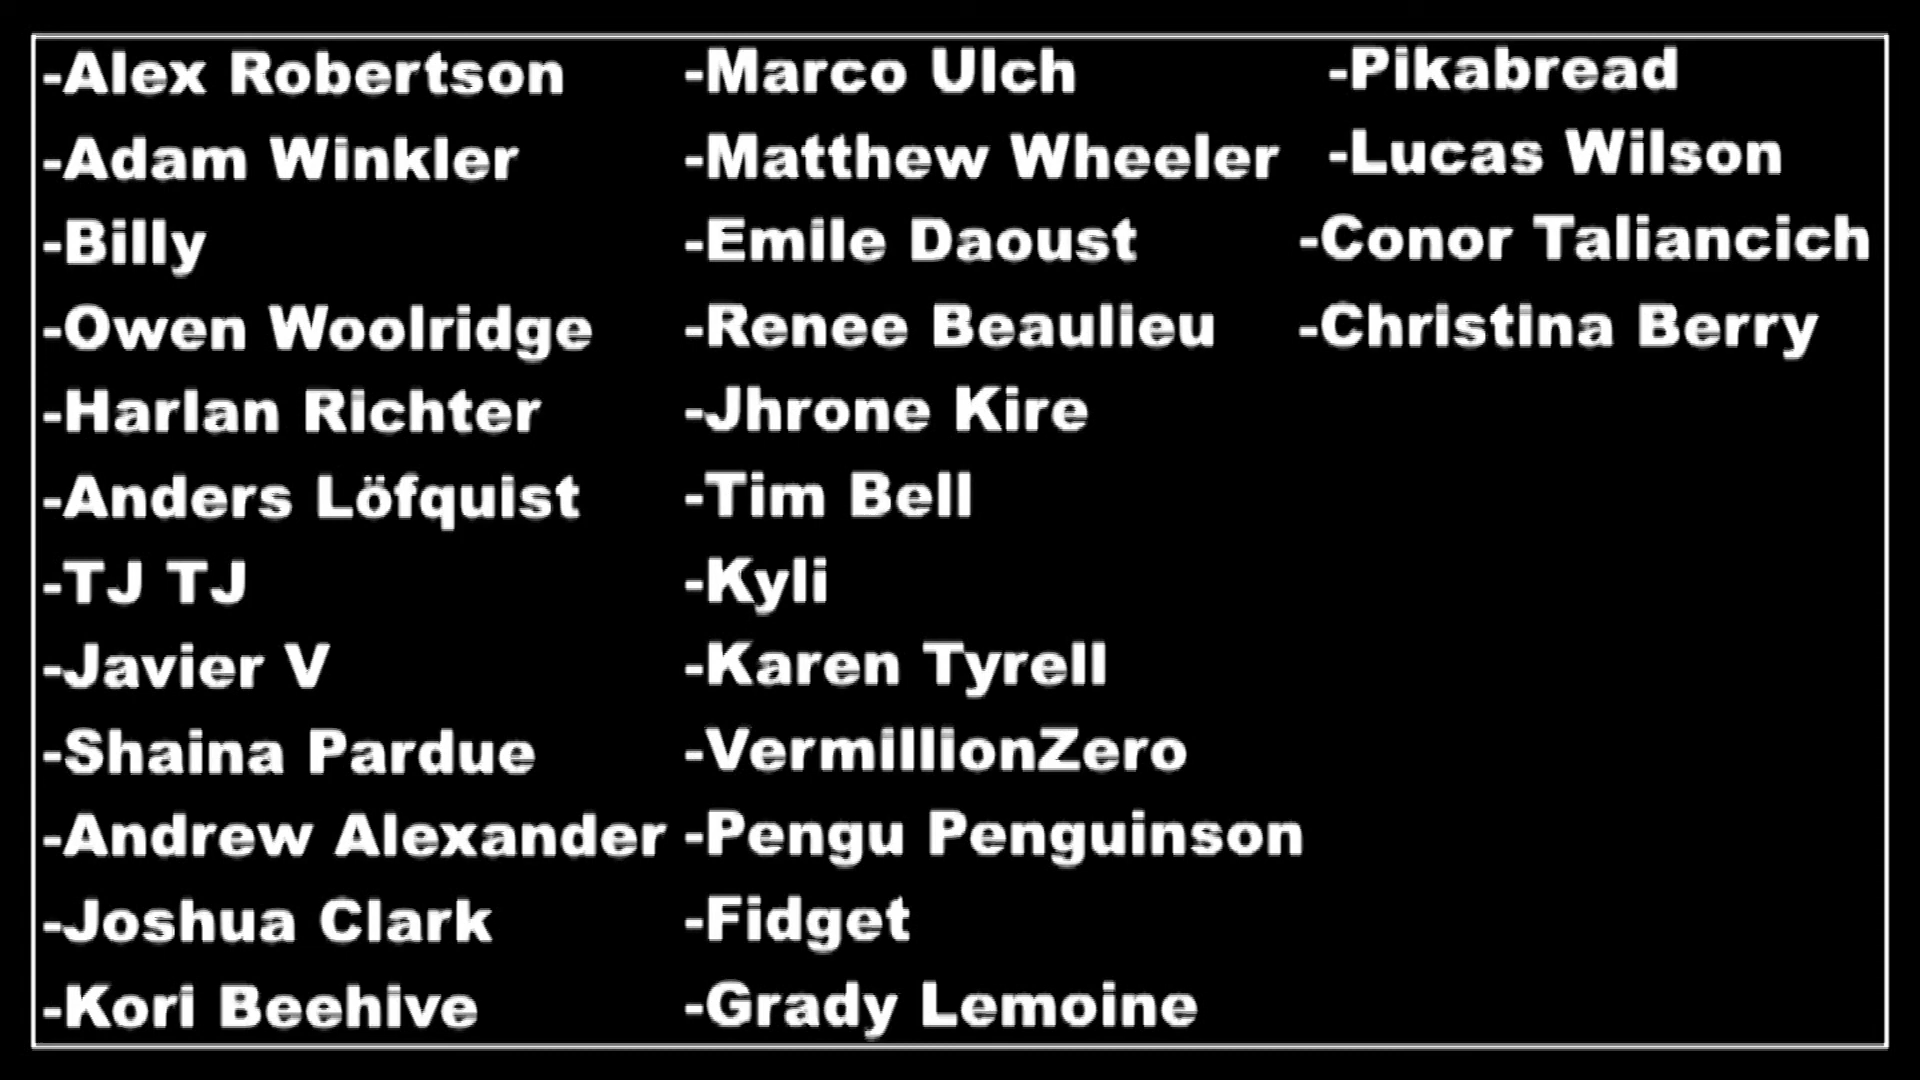 -Alex Robertson
-Adam Winkler
-Billy
-Owen Woolridge
-Harlan Richter
-Anders Löfquist
-TJ TJ
-Javier V
-Shaina Pardue
-Andrew Alexander
-Joshua Clark
-Kori Beehive
-Marco Ulch
-Matthew Wheeler
-Emile Daoust
-Renee Beaulieu
-Jhrone Kire
-Tim Bell
-Kyli
-Karen Tyrell
-VermillionZero
-Pengu Penguinson
-Fidget
-Grady Lemoine
-Pikabread
-Lucas Wilson
-Conor Taliancich
-Christina Berry